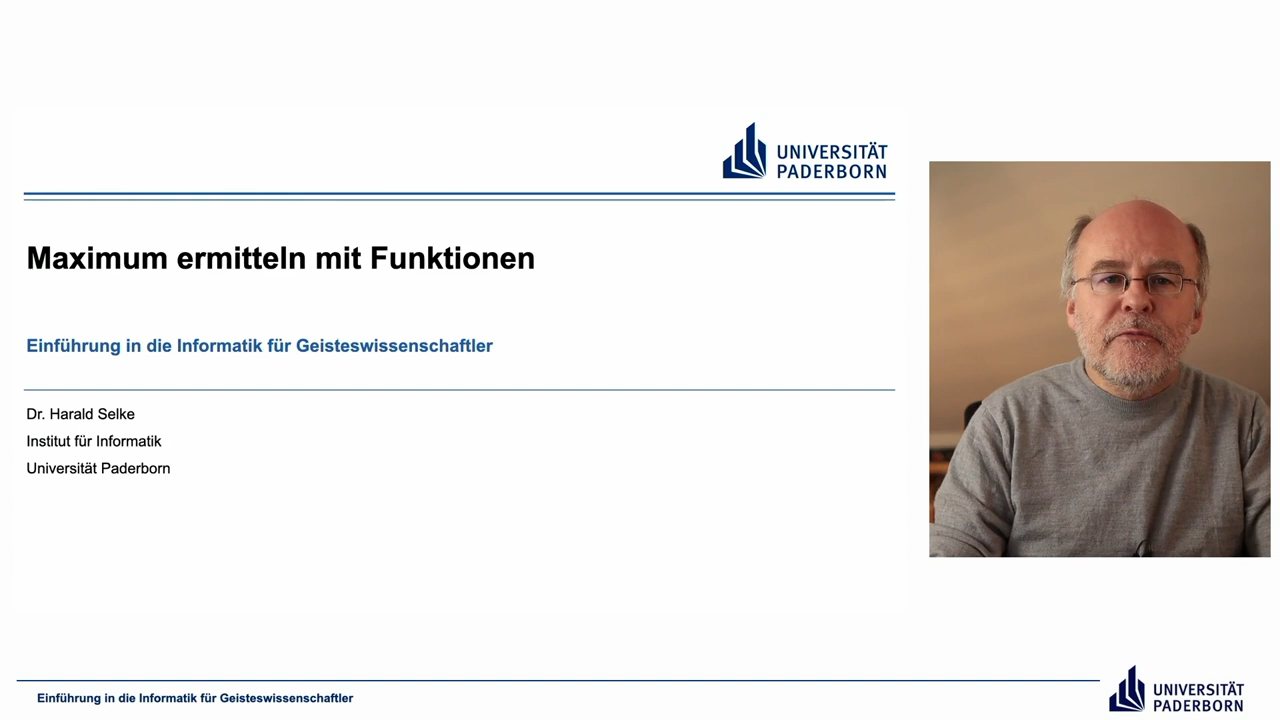 UNIVERSITÄT
PADERBORN
Maximum ermitteln mit Funktionen
Einführung in die Informatik für Geisteswissenschaftler
Dr. Harald Selke
Institut für Informatik
Universität Paderborn
Einführung in die Informatik für Geisteswissenschaftler
UNIVERSITÄT
PADERBORN